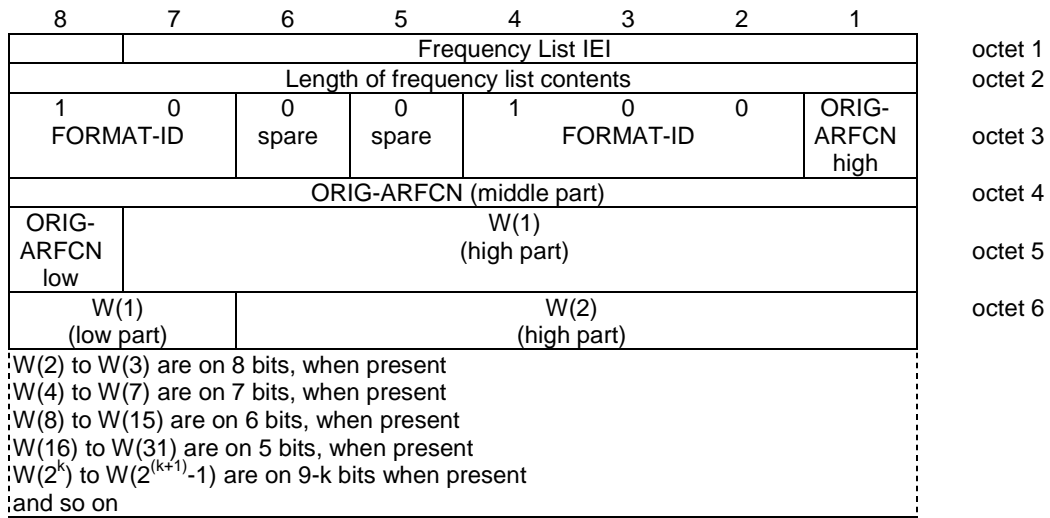 8 7 6 5 4 3 2 1
Frequency List IEI octet 1
Length of frequency list contents octet 2
1 0 0 0 1 0 0 ORIG-
FORMAT-ID spare spare FORMAT-ID ARFCN octet 3
high
ORIG-ARFCN (middle part) octet 4
ORIG- W(1)
ARFCN (high part) octet 5
low
W(1) W(2) octet 6
(low part) (high part)
W(2) to W(3) are on 8 bits, when present
W(4) to W(7) are on 7 bits, when present
W(8) to W(15) are on 6 bits, when present
W(16) to W(31) are on 5 bits, when present
W(2^k) to W(2^(k+1)-1) are on 9-k bits when present
and so on